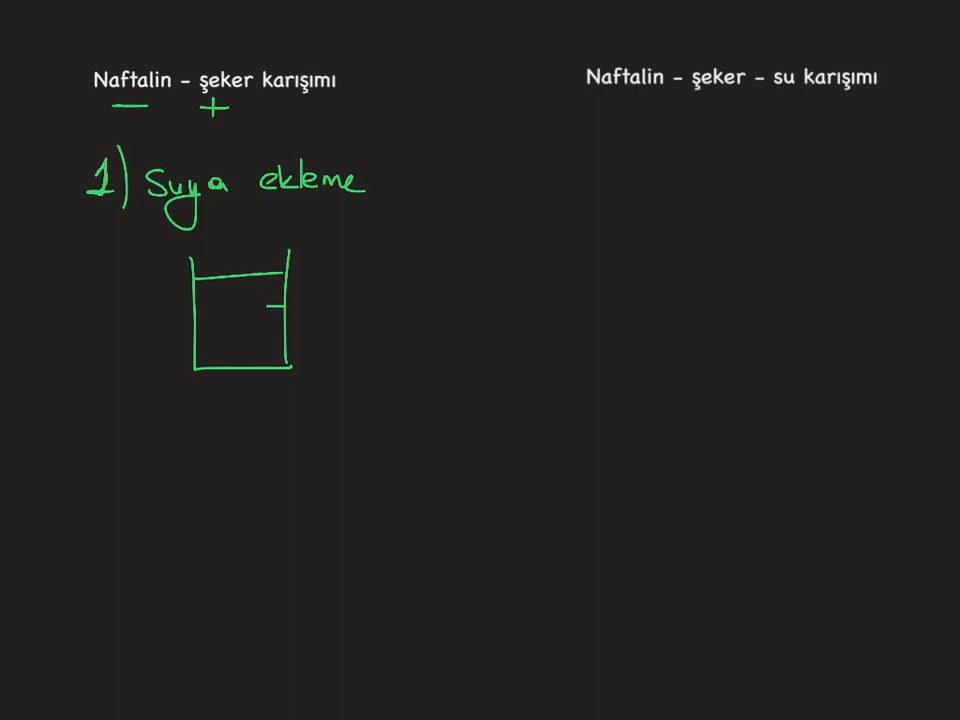 Naftalin - şeker karışımı
— +
1) Suya ekleme
Naftalin - şeker - su karışımı